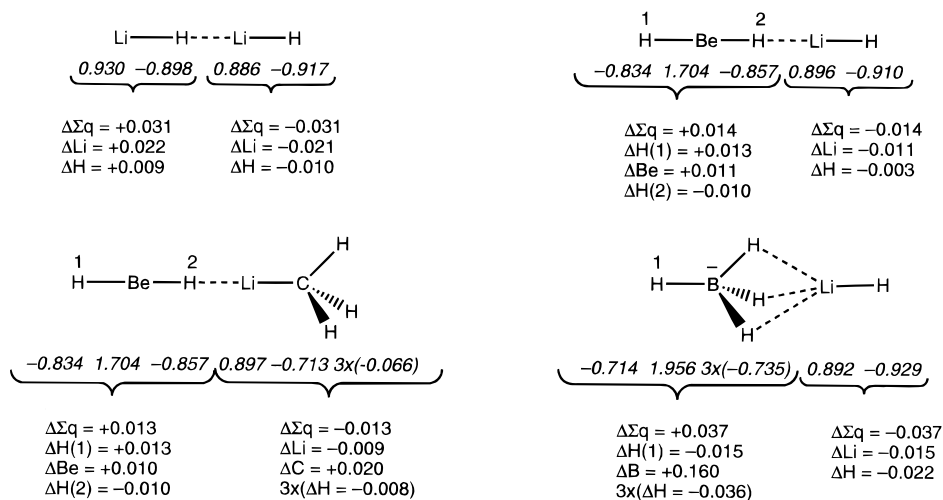 Li H Li H
0.930 −0.898 0.886 −0.917
ΔΣq = +0.031
ΔLi = +0.022
ΔH = +0.009
ΔΣq = −0.031
ΔLi = −0.021
ΔH = −0.010
1 2
H Be H Li H
−0.834 1.704 −0.857 0.896 −0.910
ΔΣq = +0.014
ΔH(1) = +0.013
ΔBe = +0.011
ΔH(2) = −0.010
ΔΣq = −0.014
ΔLi = −0.011
ΔH = −0.003
H
1 2
H Be H Li C
H
H
−0.834 1.704 −0.857 0.897 −0.713 3x(-0.066)
ΔΣq = +0.013
ΔH(1) = +0.013
ΔBe = +0.010
ΔH(2) = −0.010
ΔΣq = −0.013
ΔLi = −0.009
ΔC = +0.020
3x(ΔH = −0.008)
H
1 −
H B Li H
H
H
−0.714 1.956 3x(−0.735) 0.892 −0.929
ΔΣq = +0.037
ΔH(1) = −0.015
ΔB = +0.160
3x(ΔH = −0.036)
ΔΣq = −0.037
ΔLi = −0.015
ΔH = −0.022